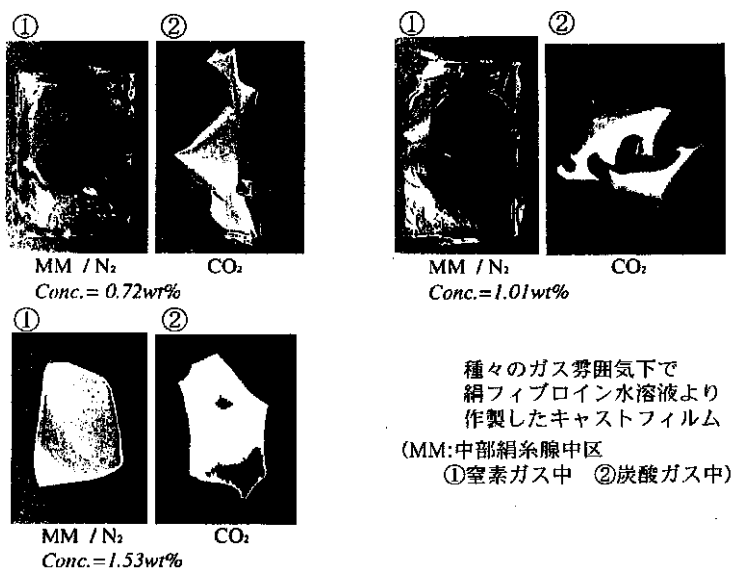 ① ②
MM / N₂ CO₂
Conc.= 0.72wt%
① ②
MM / N₂ CO₂
Conc.=1.01wt%
① ②
MM / N₂ CO₂
Conc.=1.53wt%
種々のガス雰囲気下で
絹フィブロイン水溶液より
作製したキャストフィルム
(MM:中部絹糸腺中区
①窒素ガス中 ②炭酸ガス中)